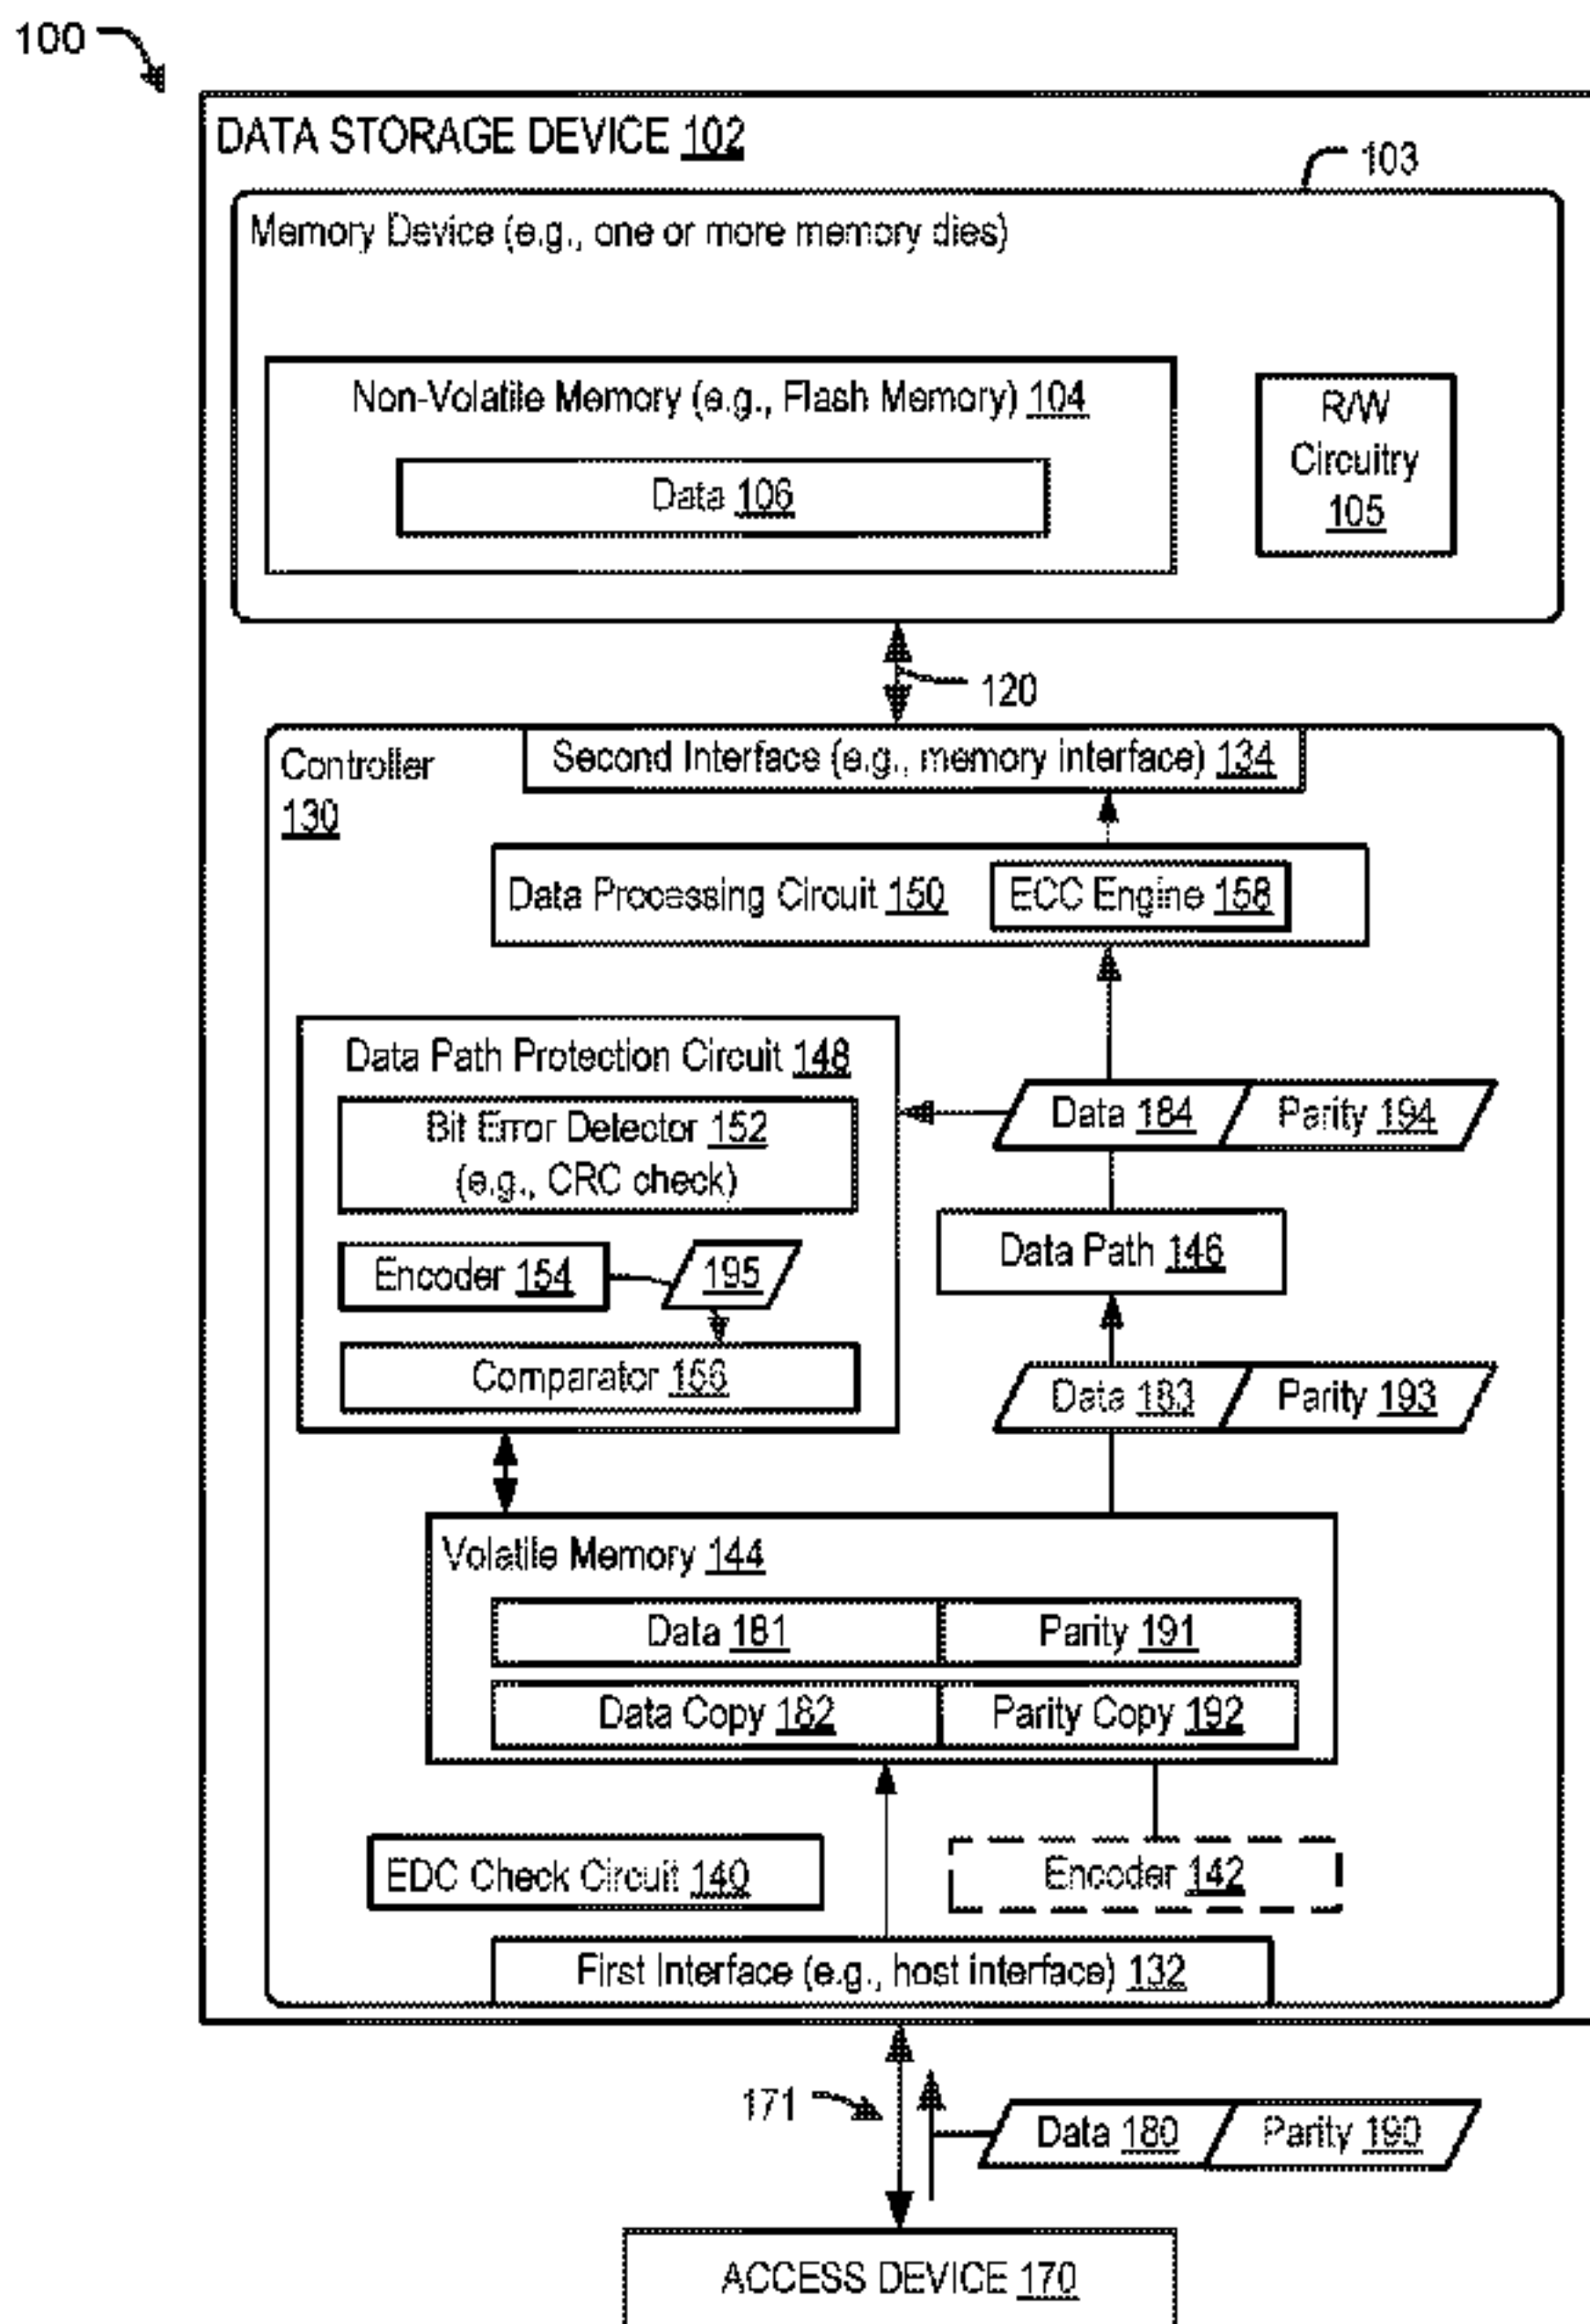 100
DATA STORAGE DEVICE 102
103
Memory Device (e.g., one or more memory dies)
Non-Volatile Memory (e.g., Flash Memory) 104
Data 106
R/W
Circuitry
105
120
Controller
130
Second Interface (e.g., memory interface) 134
Data Processing Circuit 150
ECC Engine 158
Data Path Protection Circuit 148
Bit Error Detector 152
(e.g., CRC check)
Data 184
Parity 194
Encoder 154
195
Data Path 146
Comparator 156
Data 183
Parity 193
Volatile Memory 144
Data 181
Parity 191
Data Copy 182
Parity Copy 192
EDC Check Circuit 140
Encoder 142
First Interface (e.g., host interface) 132
171
Data 180
Parity 190
ACCESS DEVICE 170